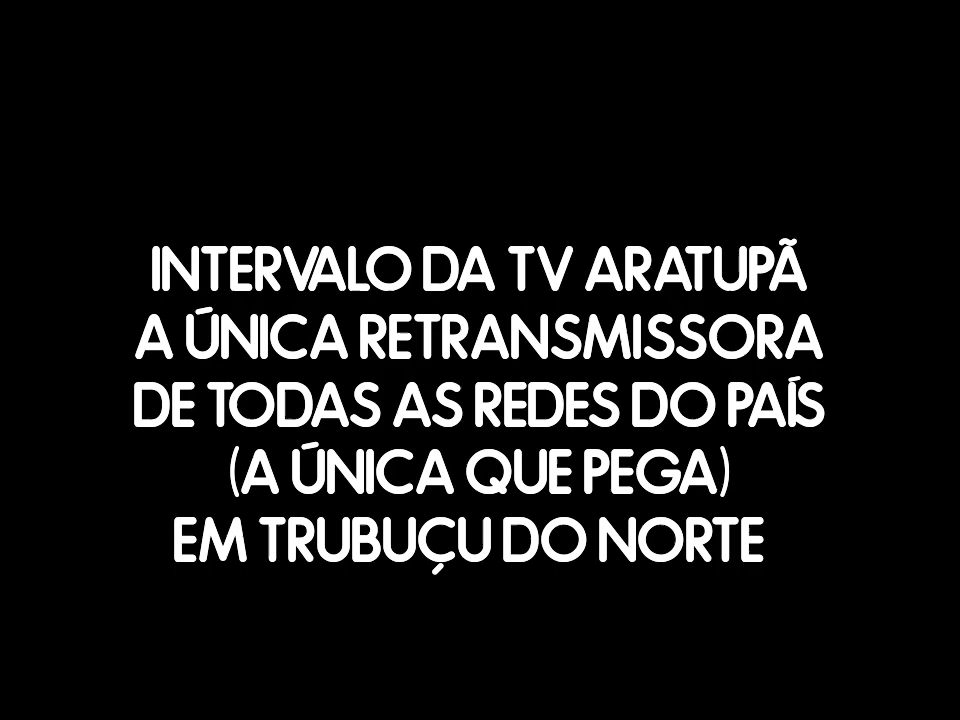 INTERVALO DA TV ARATUPÃ
A ÚNICA RETRANSMISSORA
DE TODAS AS REDES DO PAÍS
(A ÚNICA QUE PEGA)
EM TRUBUÇU DO NORTE